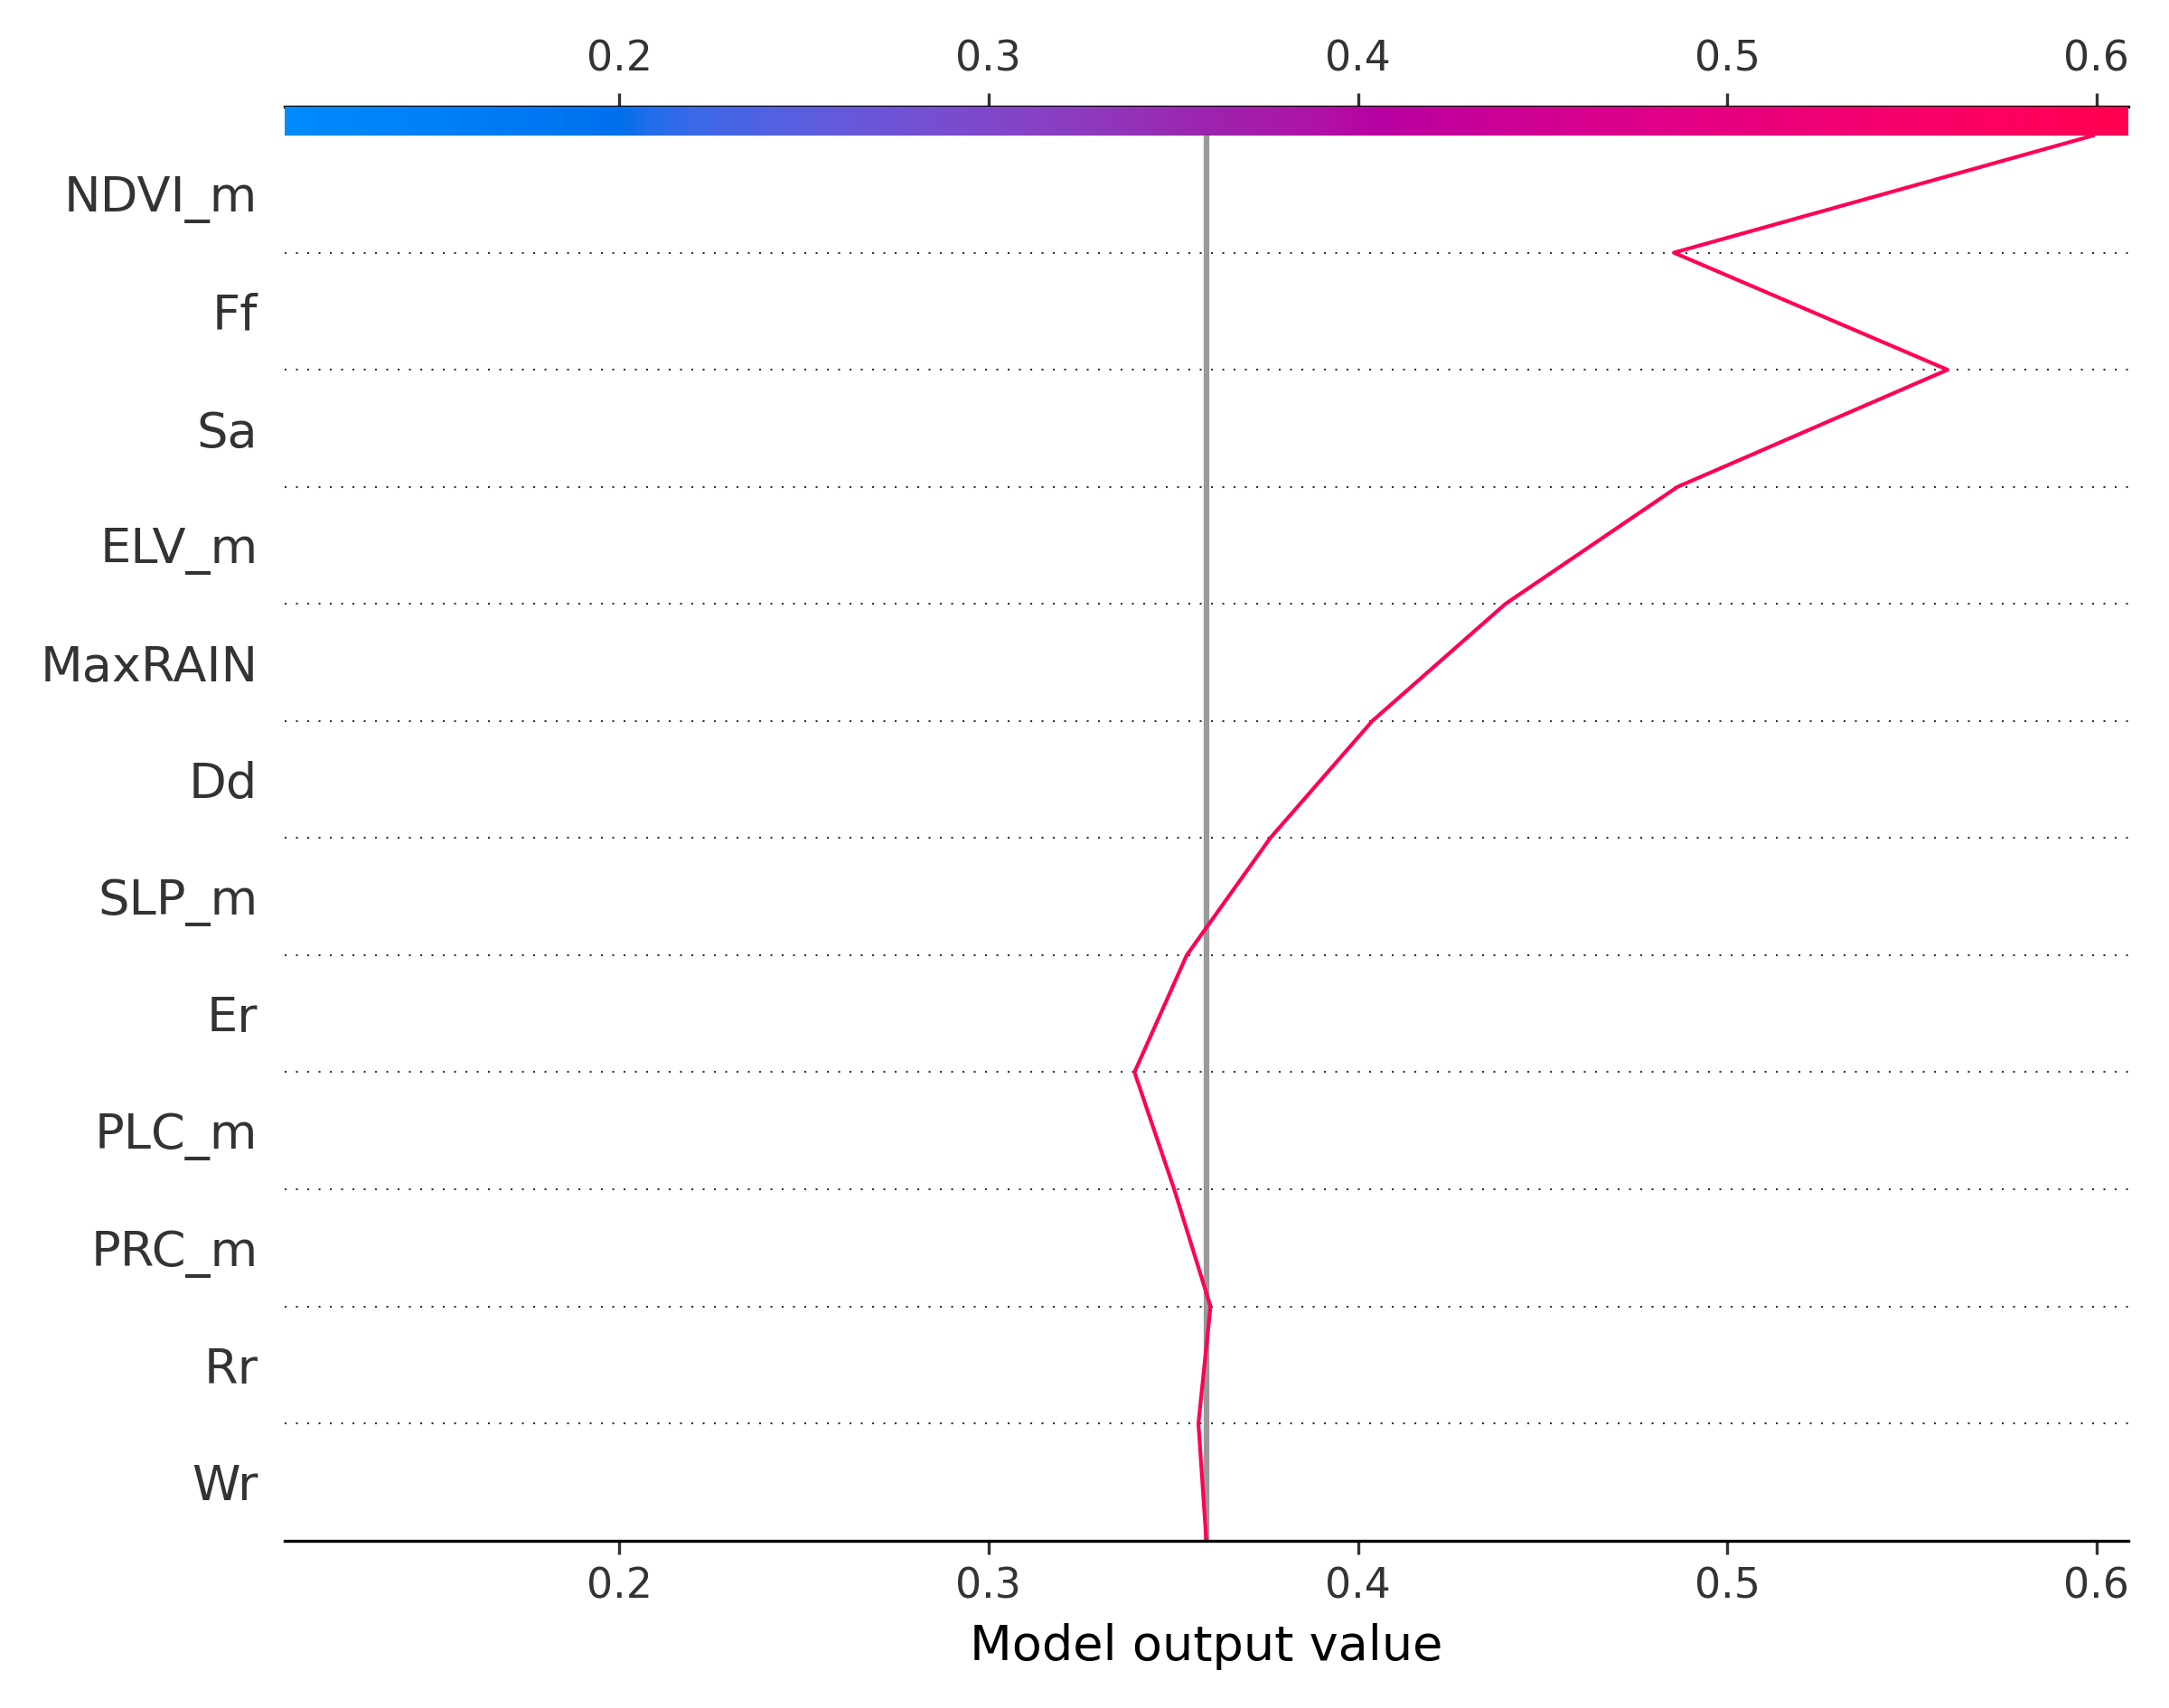 0.2 0.3 0.4 0.5 0.6
NDVI_m
Ff
Sa
ELV_m
MaxRAIN
Dd
SLP_m
Er
PLC_m
PRC_m
Rr
Wr
0.2 0.3 0.4 0.5 0.6
Model output value